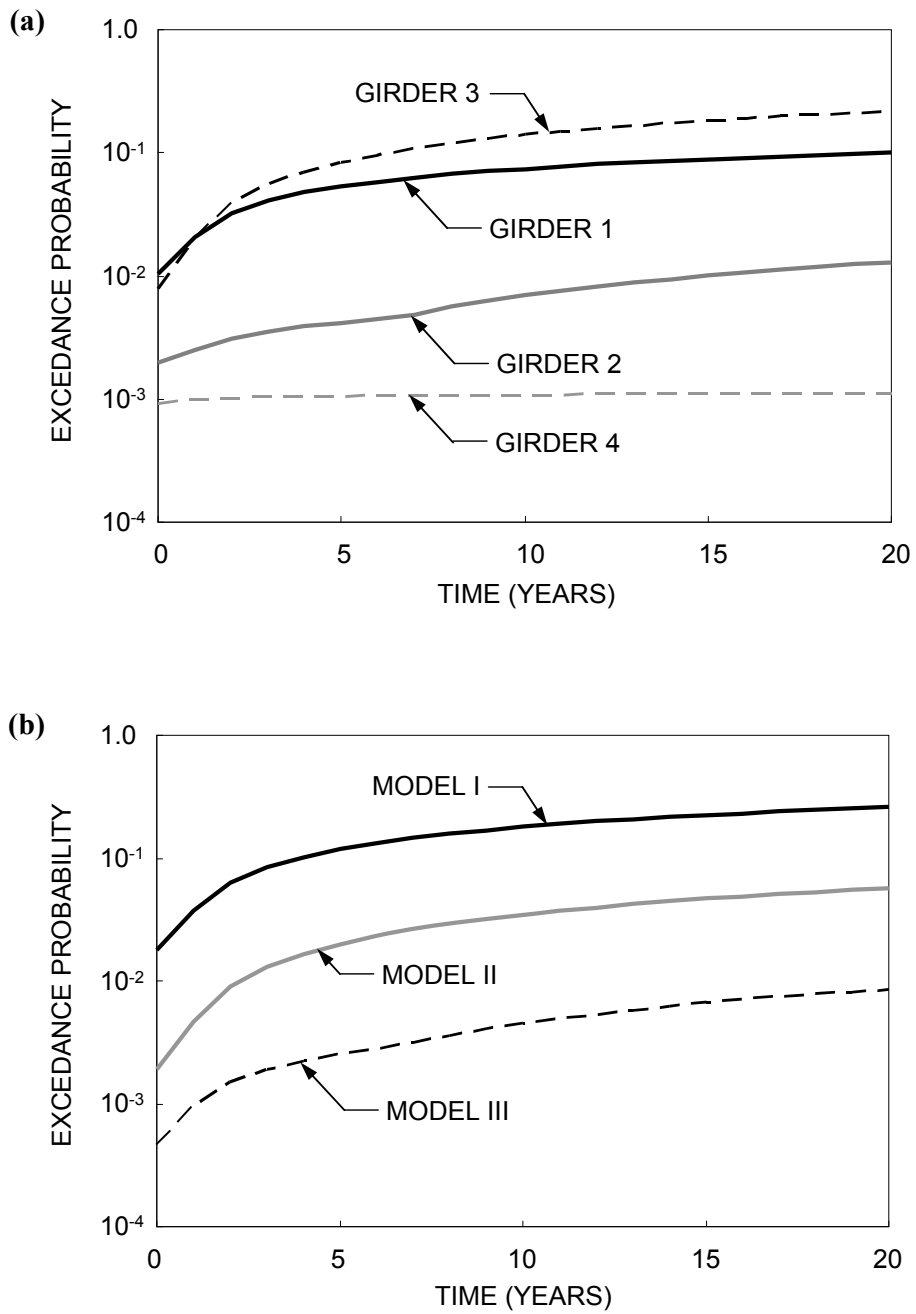 (a)
1.0
10-1
10-2
10-3
10-4
EXCEDANCE PROBABILITY
GIRDER 3
GIRDER 1
GIRDER 2
GIRDER 4
0
5
10
15
20
TIME (YEARS)
(b)
1.0
10-1
10-2
10-3
10-4
EXCEDANCE PROBABILITY
MODEL I
MODEL II
MODEL III
0
5
10
15
20
TIME (YEARS)